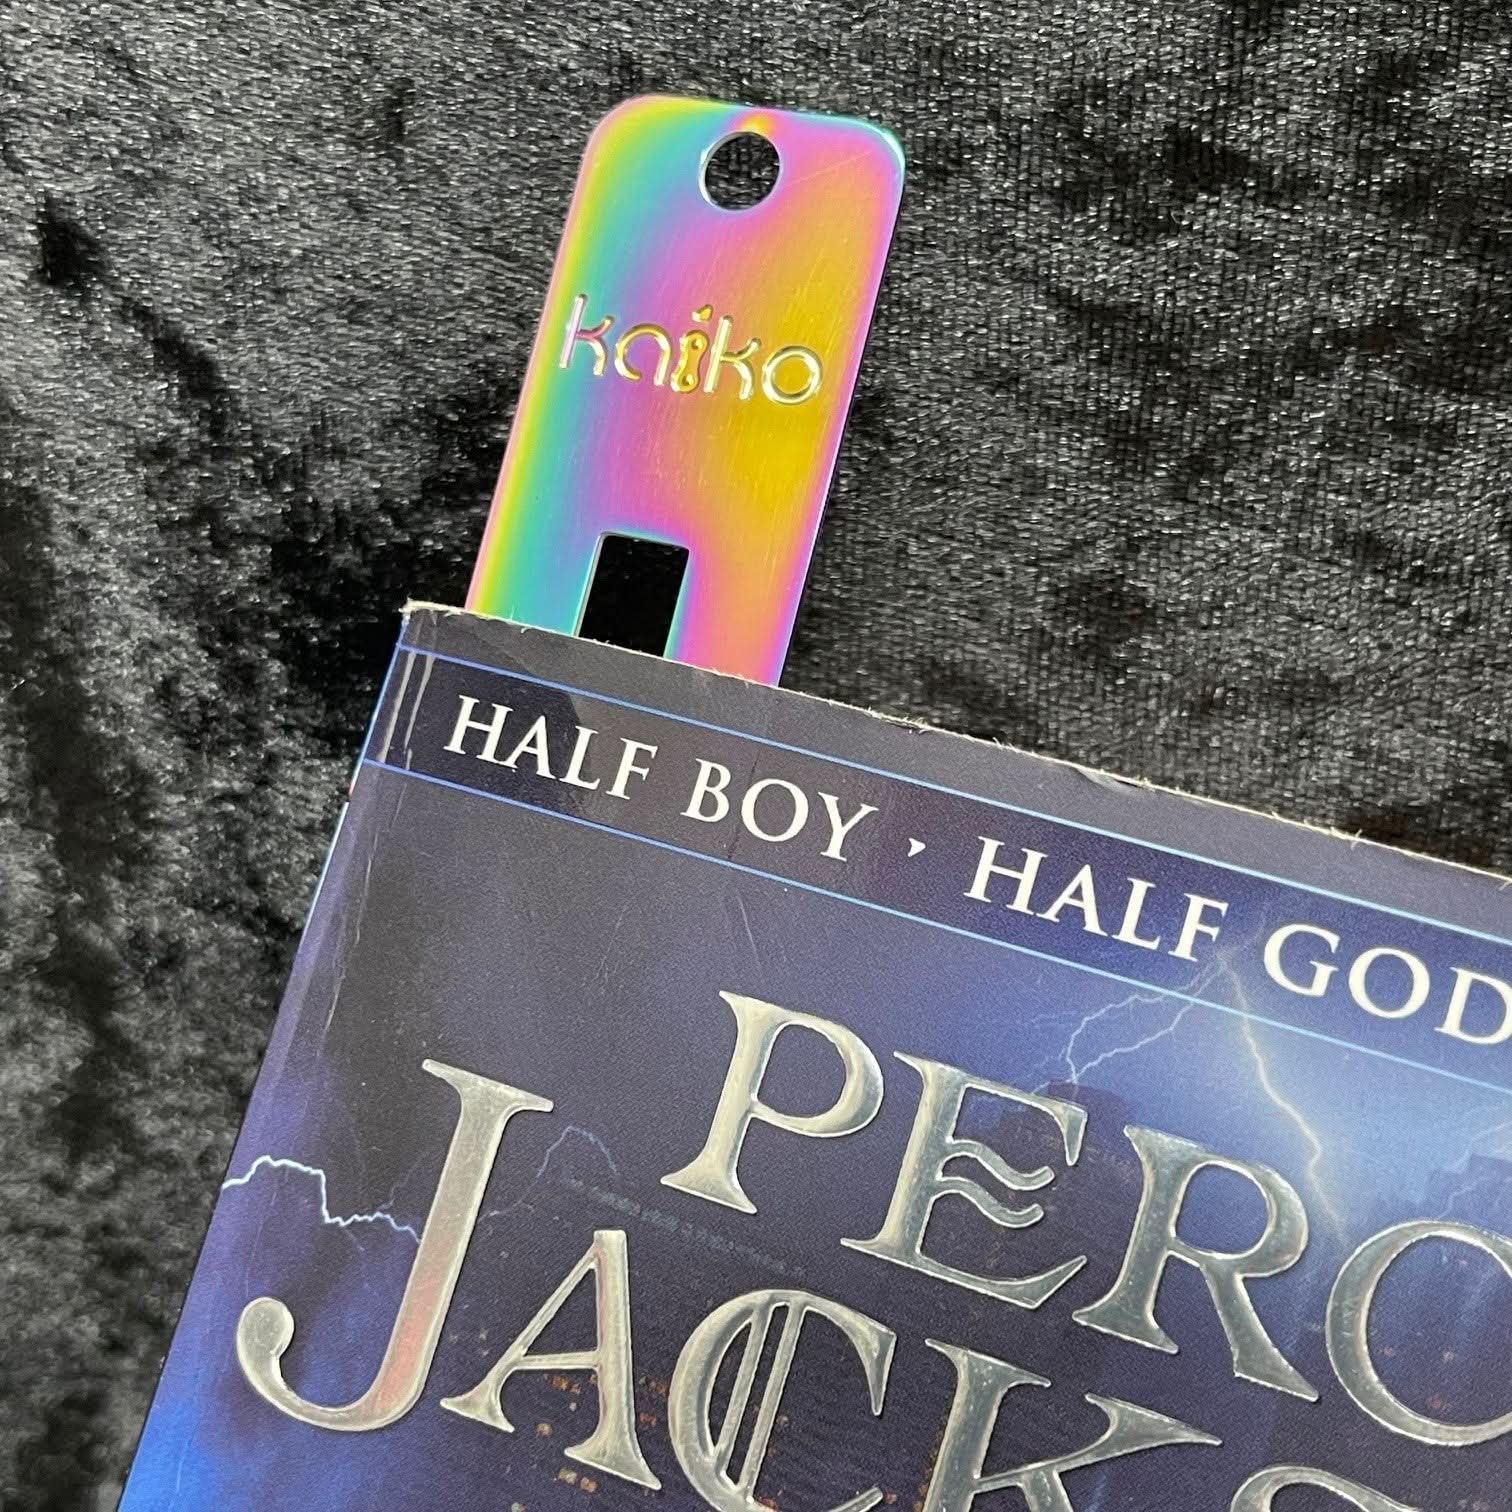 kaiko
HALF BOY · HALF GOD
PERC
JACKS